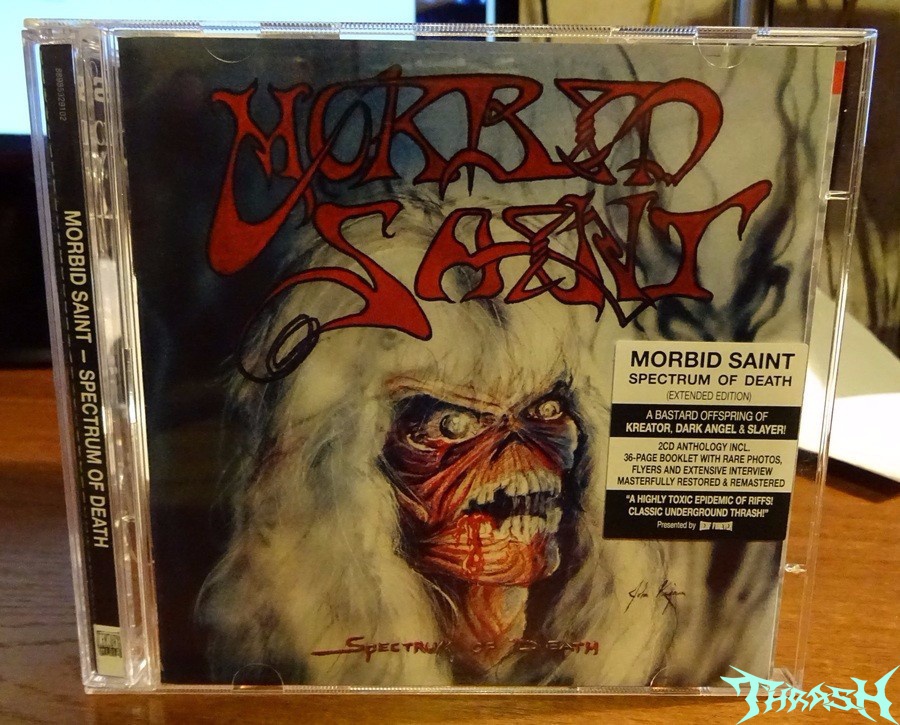 MORBID
SAINT
MORBID SAINT – SPECTRUM OF DEATH
MORBID SAINT
SPECTRUM OF DEATH
(EXTENDED EDITION)
A BASTARD OFFSPRING OF
KREATOR, DARK ANGEL & SLAYER!
2CD ANTHOLOGY INCL.
36-PAGE BOOKLET WITH RARE PHOTOS,
FLYERS AND EXTENSIVE INTERVIEW
MASTERFULLY RESTORED & REMASTERED
"A HIGHLY TOXIC EPIDEMIC OF RIFFS!
CLASSIC UNDERGROUND THRASH!"
Presented by DEAF FOREVER
SPECTRUM OF DEATH
THRASH